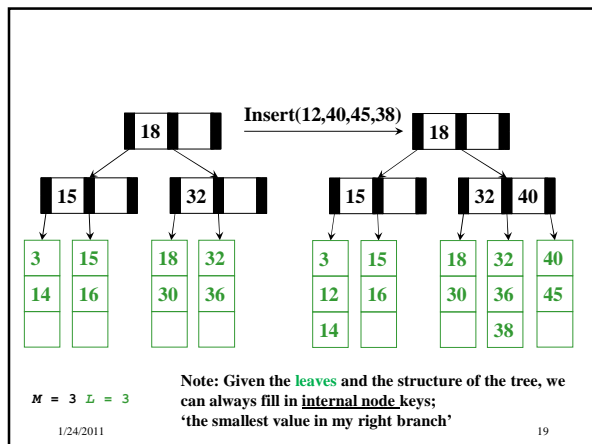 Insert(12,40,45,38)
18
18
15
32
15
32 40
3 15 18 32
3 15 18 32 40
14 16 30 36
12 16 30 36 45
14 38
M = 3 L = 3
Note: Given the leaves and the structure of the tree, we
can always fill in internal node keys;
‘the smallest value in my right branch’
1/24/2011
19